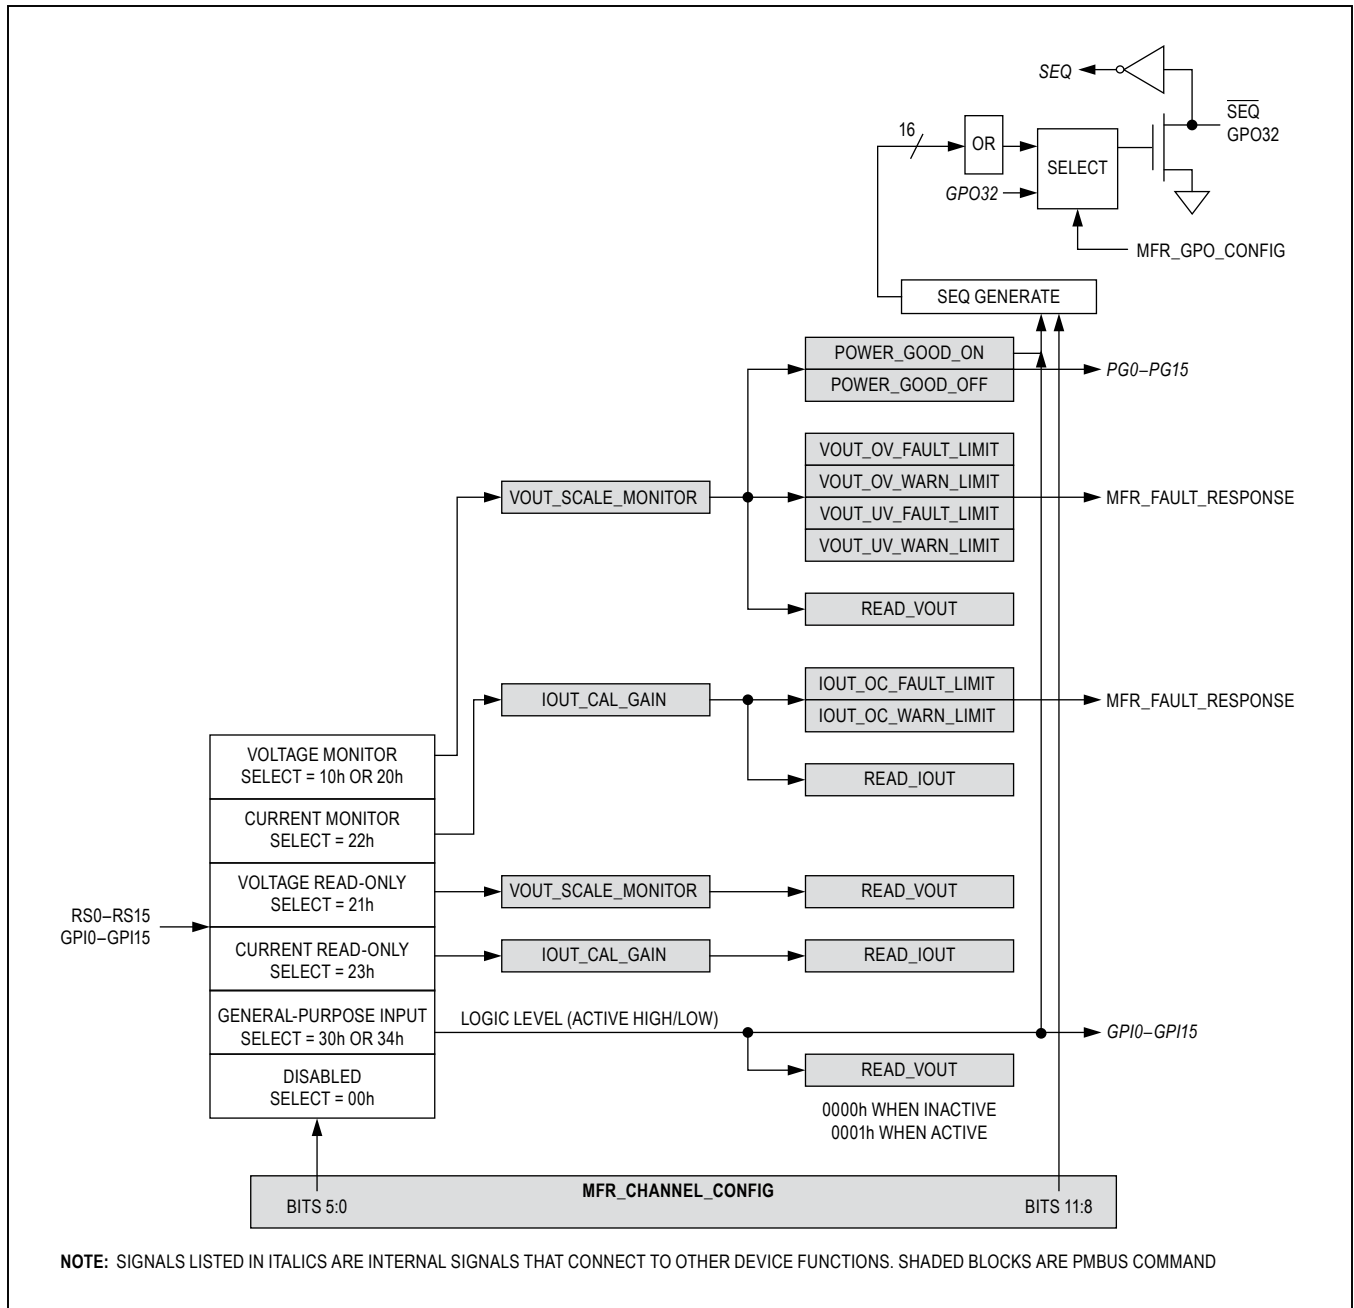 SEQ
SEQ
GPO32
16
OR
SELECT
GPO32
MFR_GPO_CONFIG
SEQ GENERATE
POWER_GOOD_ON
POWER_GOOD_OFF
PG0–PG15
VOUT_OV_FAULT_LIMIT
VOUT_OV_WARN_LIMIT
VOUT_UV_FAULT_LIMIT
VOUT_UV_WARN_LIMIT
VOUT_SCALE_MONITOR
MFR_FAULT_RESPONSE
READ_VOUT
IOUT_CAL_GAIN
IOUT_OC_FAULT_LIMIT
IOUT_OC_WARN_LIMIT
MFR_FAULT_RESPONSE
READ_IOUT
VOLTAGE MONITOR
SELECT = 10h OR 20h
CURRENT MONITOR
SELECT = 22h
VOLTAGE READ-ONLY
SELECT = 21h
VOUT_SCALE_MONITOR
READ_VOUT
RS0–RS15
GPI0–GPI15
CURRENT READ-ONLY
SELECT = 23h
IOUT_CAL_GAIN
READ_IOUT
GENERAL-PURPOSE INPUT
SELECT = 30h OR 34h
LOGIC LEVEL (ACTIVE HIGH/LOW)
GPI0–GPI15
DISABLED
SELECT = 00h
READ_VOUT
0000h WHEN INACTIVE
0001h WHEN ACTIVE
MFR_CHANNEL_CONFIG
BITS 5:0
BITS 11:8
NOTE: SIGNALS LISTED IN ITALICS ARE INTERNAL SIGNALS THAT CONNECT TO OTHER DEVICE FUNCTIONS. SHADED BLOCKS ARE PMBUS COMMAND